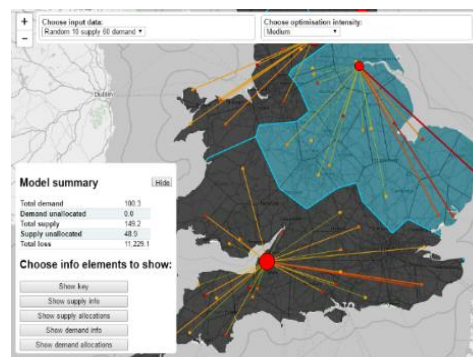 +
-
Choose input data:
Random 10 supply 60 demand
Choose optimisation intensity:
Medium
Dublin
Model summary
Hide
Total demand 100.3
Demand unallocated 0.0
Total supply 149.2
Supply unallocated 48.9
Total loss 11,229.1
Choose info elements to show:
Show key
Show supply info
Show supply allocations
Show demand info
Show demand allocations